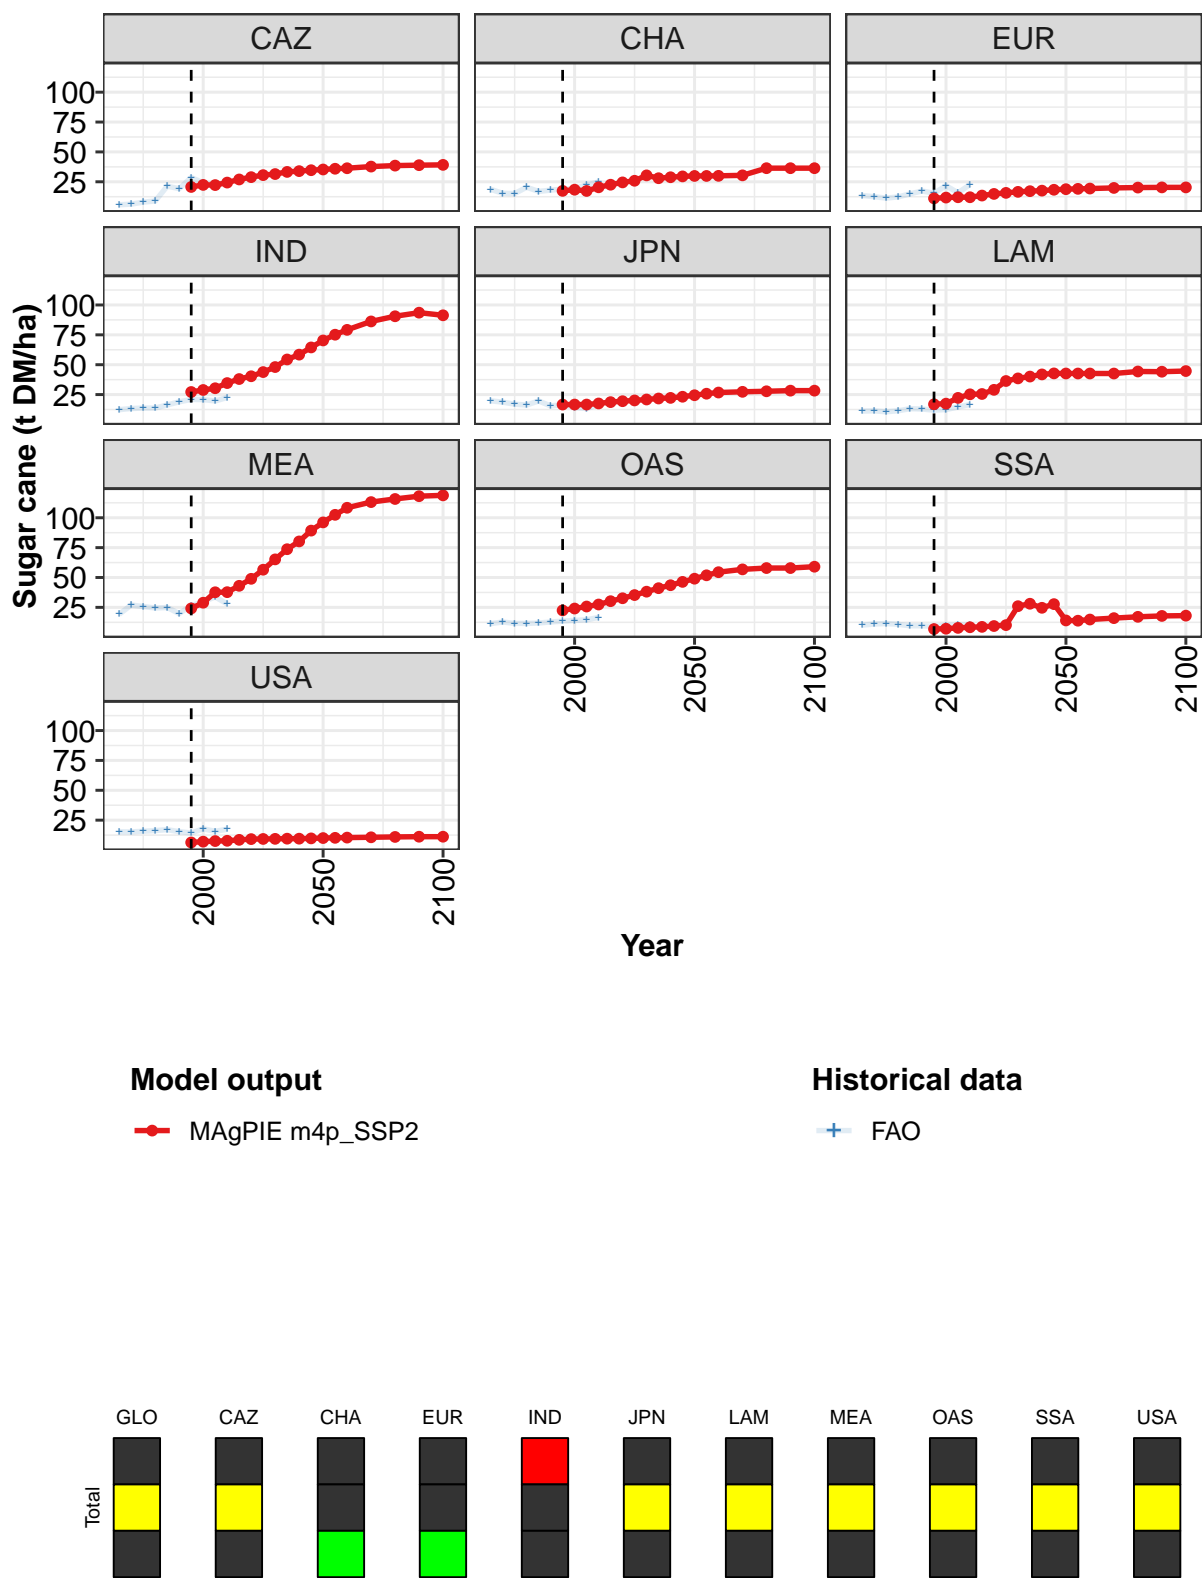 CAZ CHA EUR
100
75
50
25
IND JPN LAM
100
75
50
25
Sugar cane (t DM/ha)
MEA OAS SSA
100
75
50
25
2000 2050 2100 2000 2050 2100
USA
100
75
50
25
2000 2050 2100
Year
Model output Historical data
MAgPIE m4p_SSP2 FAO
GLO CAZ CHA EUR IND JPN LAM MEA OAS SSA USA
Total